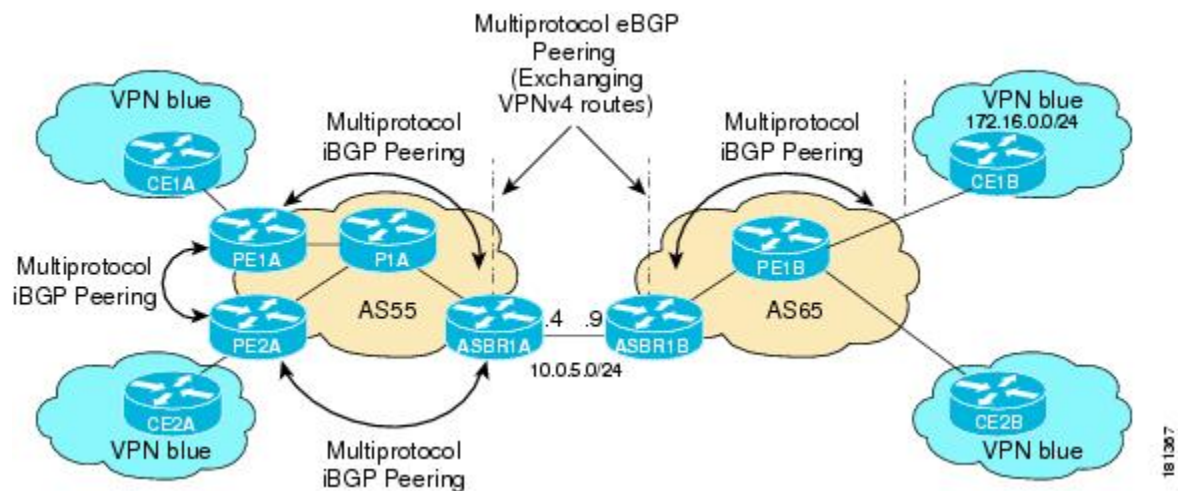 Multiprotocol eBGP
Peering
(Exchanging
VPNv4 routes)
VPN blue
CE1A
Multiprotocol
iBGP Peering
Multiprotocol
iBGP Peering
VPN blue
172.16.0.0/24
CE1B
PE1A
P1A
PE1B
Multiprotocol
iBGP Peering
AS55
AS65
PE2A
ASBR1A
.4
.9
ASBR1B
10.0.5.0/24
CE2A
VPN blue
Multiprotocol
iBGP Peering
CE2B
VPN blue
181367